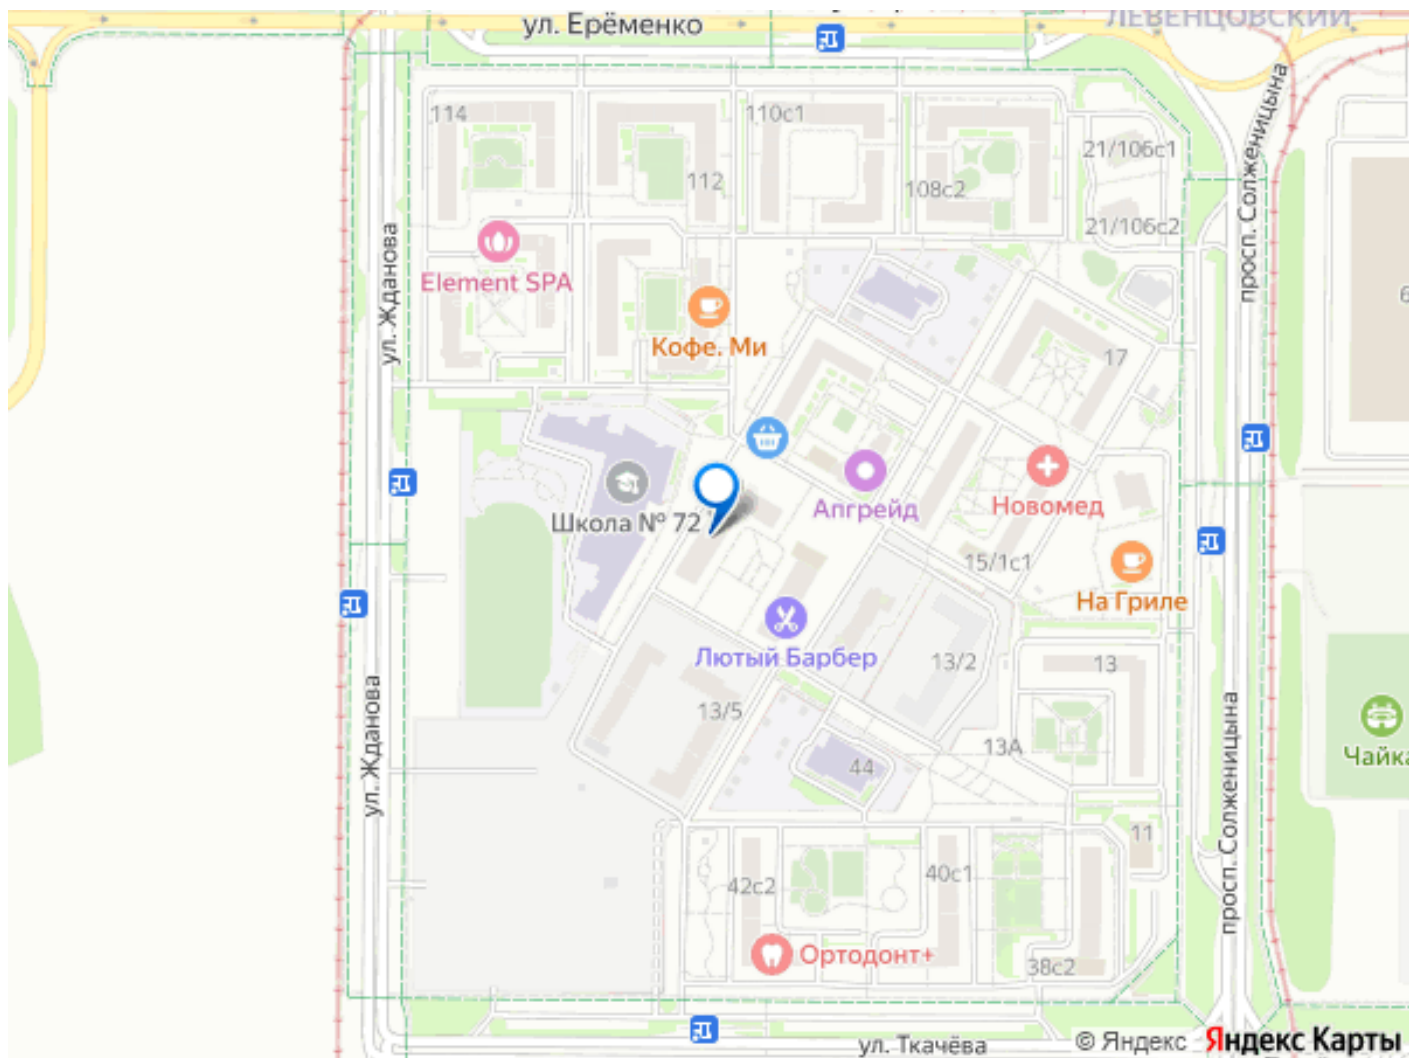 ул. Ерёменко
ЛЕВЕНЦОВСКИЙ
114
110с1
112
108с2
21/106с1
21/106с2
просп. Солженицына
ул. Жданова
Element SPA
Кофе. Ми
17
6
Школа № 72
Апгрейд
Новомед
15/1с1
На Гриле
Лютый Барбер
13/2
13
13/5
13А
ул. Жданова
44
просп. Солженицына
Чайка
11
42с2
40с1
Ортодонт+
38с2
ул. Ткачёва
© Яндекс Яндекс Карты